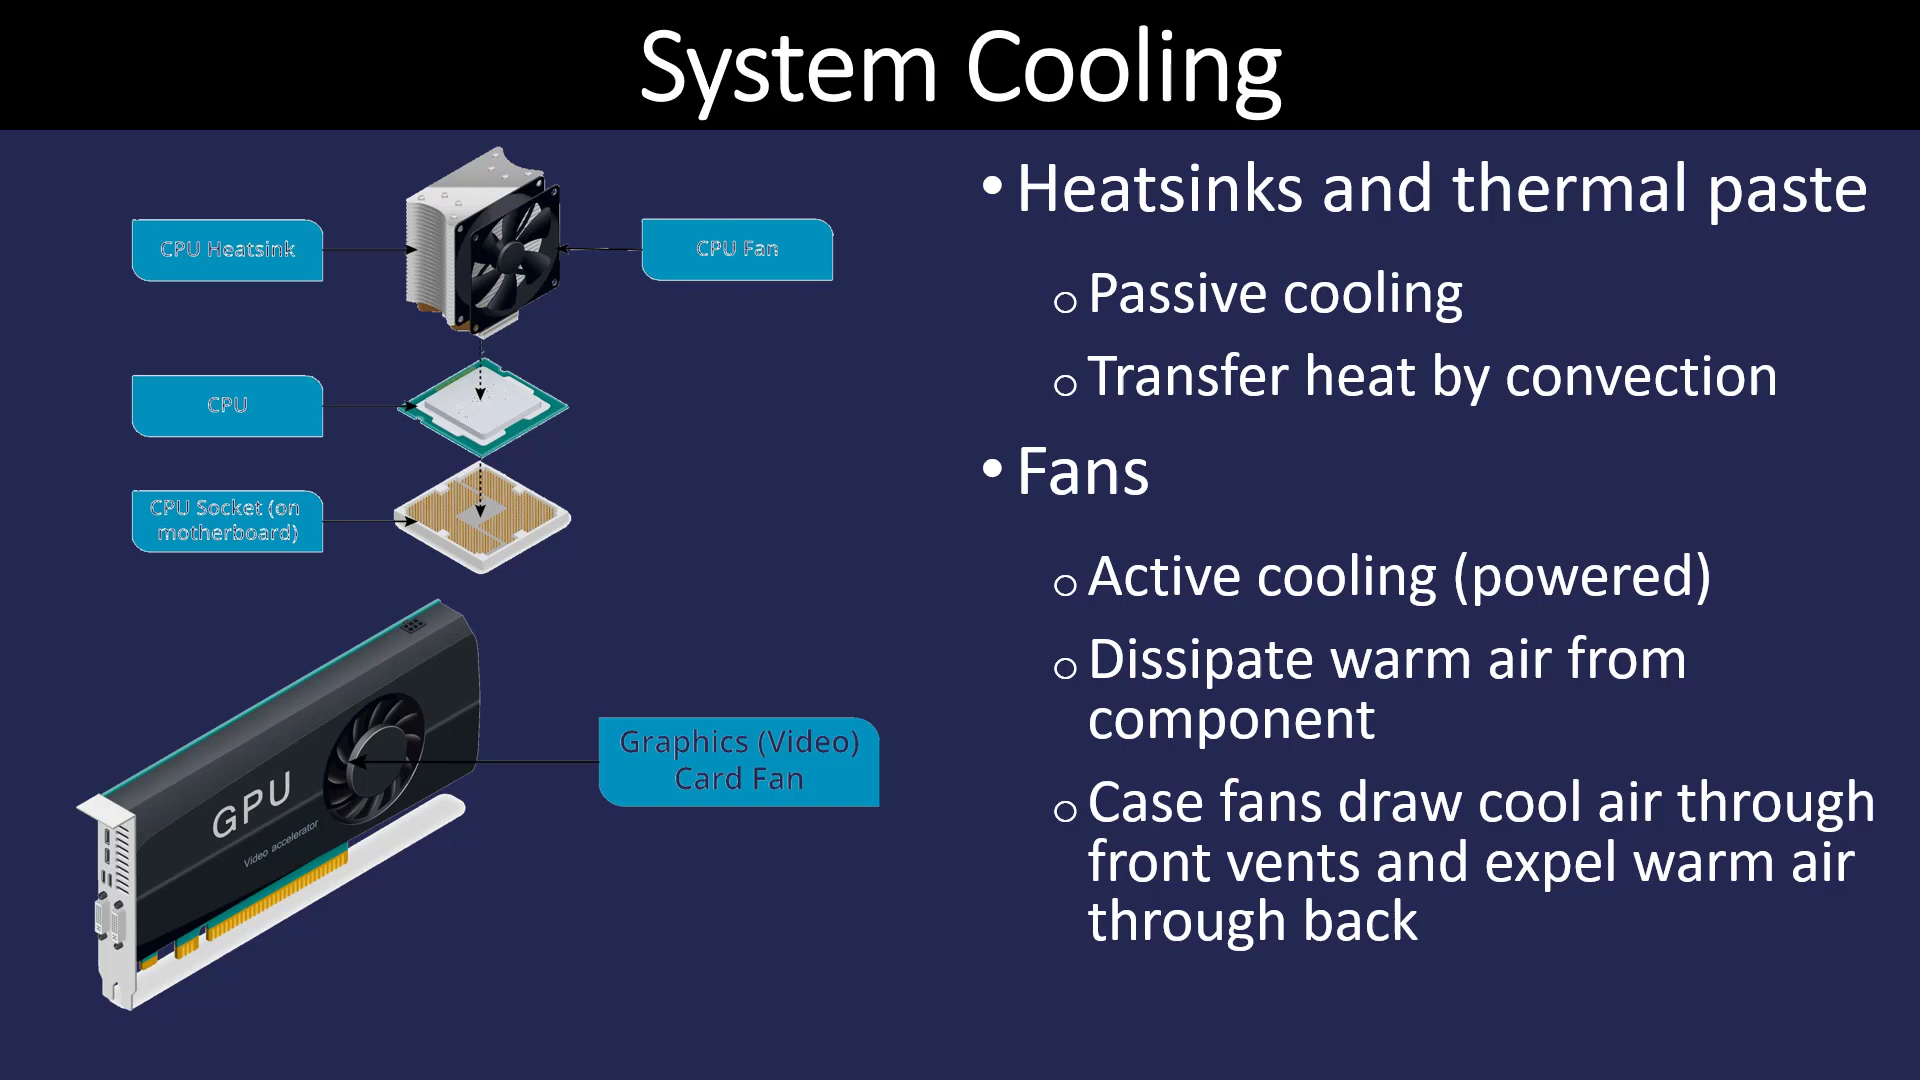 System Cooling
CPU Heatsink
CPU Fan
CPU
CPU Socket (on
motherboard)
GPU
Video accelerator
Graphics (Video)
Card Fan
• Heatsinks and thermal paste
o Passive cooling
o Transfer heat by convection
• Fans
o Active cooling (powered)
o Dissipate warm air from
component
o Case fans draw cool air through
front vents and expel warm air
through back